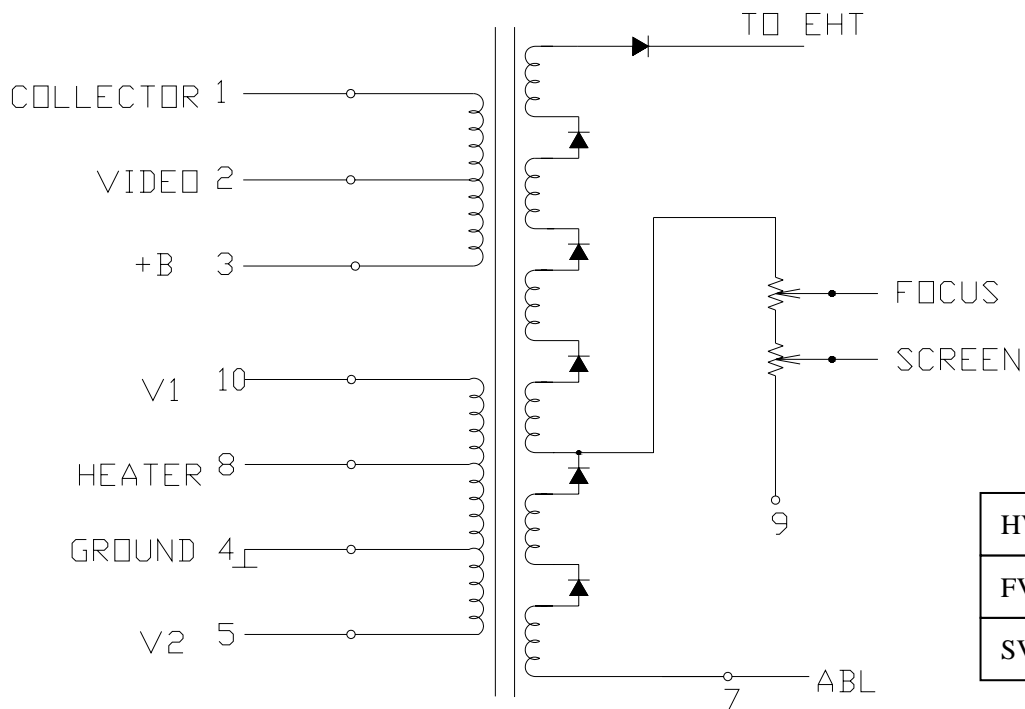 TO EHT
COLLECTOR 1
VIDEO 2
+B 3
FOCUS
SCREEN
V1 10
HEATER 8
GROUND 4
V2 5
9
ABL
7
HV
FV
SV